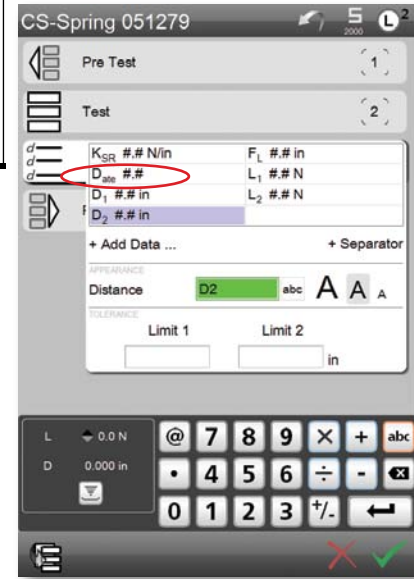 CS-Spring 051279
5
2000
L2
Pre Test
1
Test
2
d
d
d
KSR #.# N/in
FL #.# in
Date #.#
L1 #.# N
D1 #.# in
L2 #.# N
D2 #.# in
+ Add Data ...
+ Separator
APPEARANCE
Distance
D2
abc
A A A
TOLERANCE
Limit 1
Limit 2
in
L 0.0 N
D 0.000 in
@ 7 8 9 × + abc
• 4 5 6 ÷ -
0 1 2 3 +/-